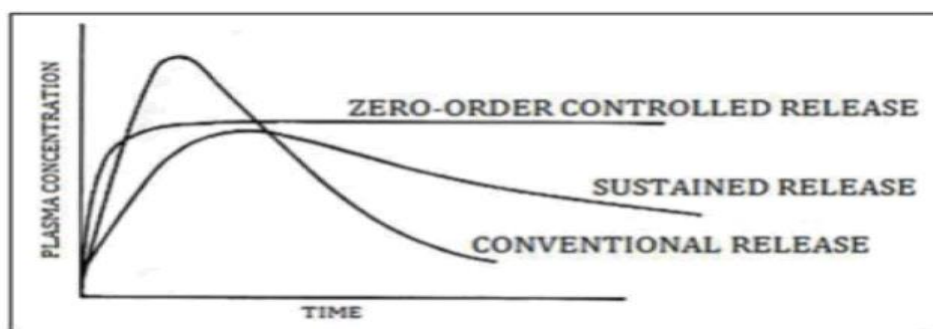 ZERO-ORDER CONTROLLED RELEASE
PLASMA CONCENTRATION
SUSTAINED RELEASE
CONVENTIONAL RELEASE
TIME